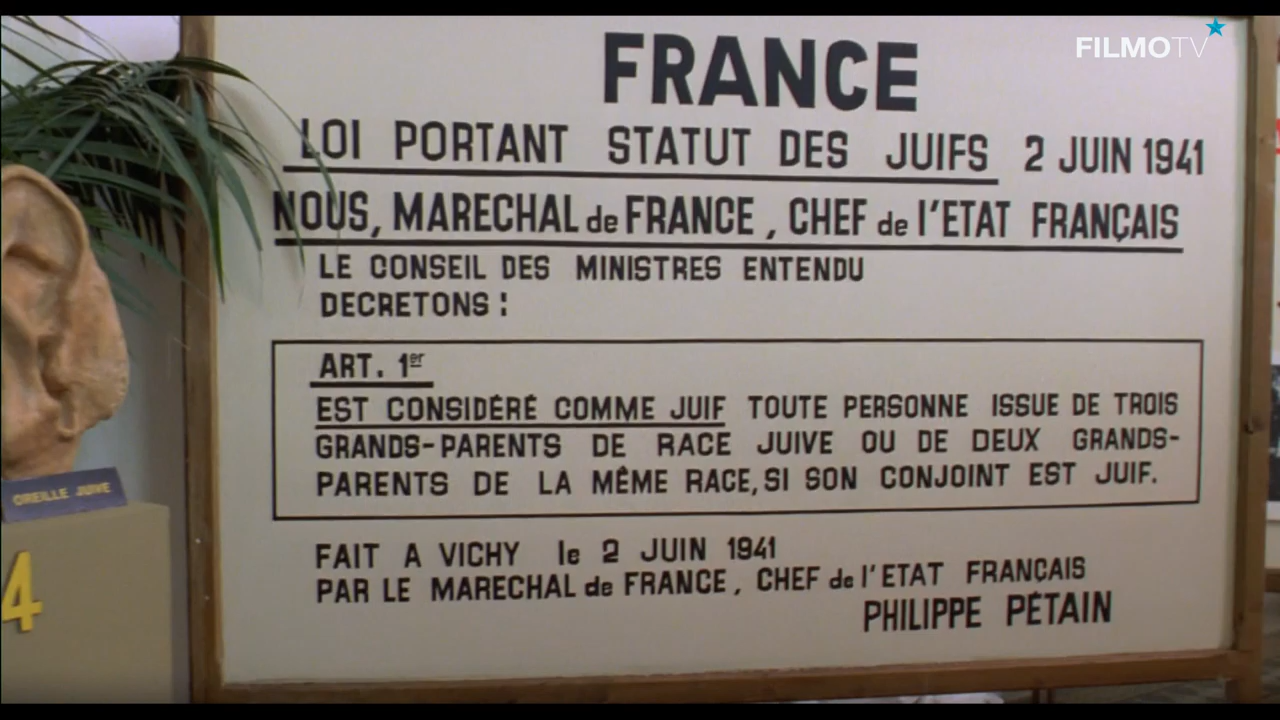 FILMOTV
FRANCE
LOI PORTANT STATUT DES JUIFS 2 JUIN 1941
NOUS, MARECHAL de FRANCE, CHEF de l'ETAT FRANÇAIS
LE CONSEIL DES MINISTRES ENTENDU
DECRETONS :
ART. 1er
EST CONSIDÉRÉ COMME JUIF TOUTE PERSONNE ISSUE DE TROIS
GRANDS-PARENTS DE RACE JUIVE OU DE DEUX GRANDS-
PARENTS DE LA MÊME RACE, SI SON CONJOINT EST JUIF.
FAIT A VICHY le 2 JUIN 1941
PAR LE MARECHAL de FRANCE, CHEF de l'ETAT FRANÇAIS
PHILIPPE PÉTAIN
OREILLE JUIVE
4